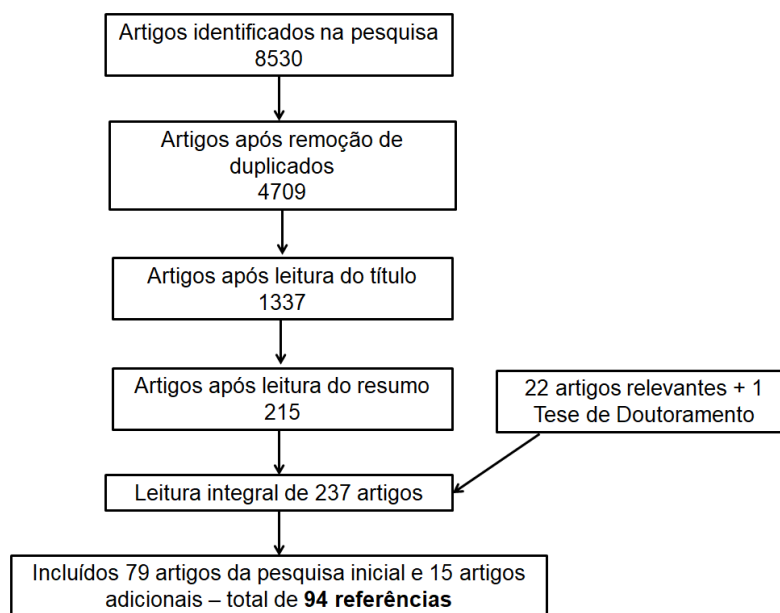 Artigos identificados na pesquisa
8530
Artigos após remoção de
duplicados
4709
Artigos após leitura do título
1337
Artigos após leitura do resumo
215
22 artigos relevantes + 1
Tese de Doutoramento
Leitura integral de 237 artigos
Incluídos 79 artigos da pesquisa inicial e 15 artigos
adicionais – total de 94 referências